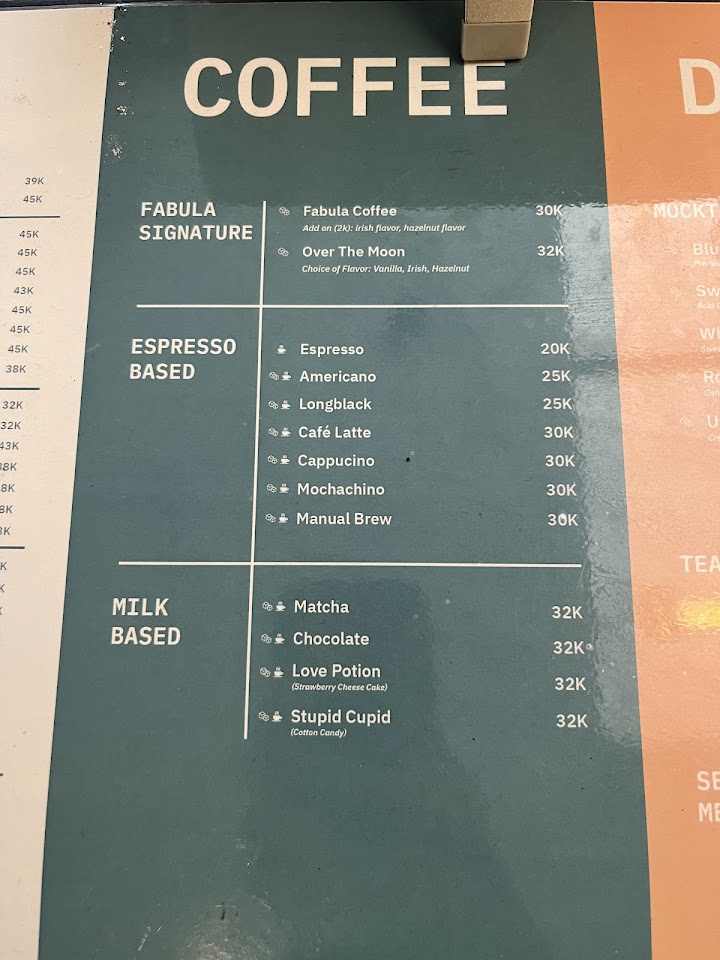 COFFEE
FABULA
SIGNATURE
Fabula Coffee 30K
Add on (2k): irish flavor, hazelnut flavor
Over The Moon 32K
Choice of Flavor: Vanilla, Irish, Hazelnut
ESPRESSO
BASED
Espresso 20K
Americano 25K
Longblack 25K
Café Latte 30K
Cappucino 30K
Mochachino 30K
Manual Brew 30K
MILK
BASED
Matcha 32K
Chocolate 32K
Love Potion 32K
(Strawberry Cheese Cake)
Stupid Cupid 32K
(Cotton Candy)
39K
45K
45K
45K
45K
43K
45K
45K
45K
38K
32K
32K
43K
TEA